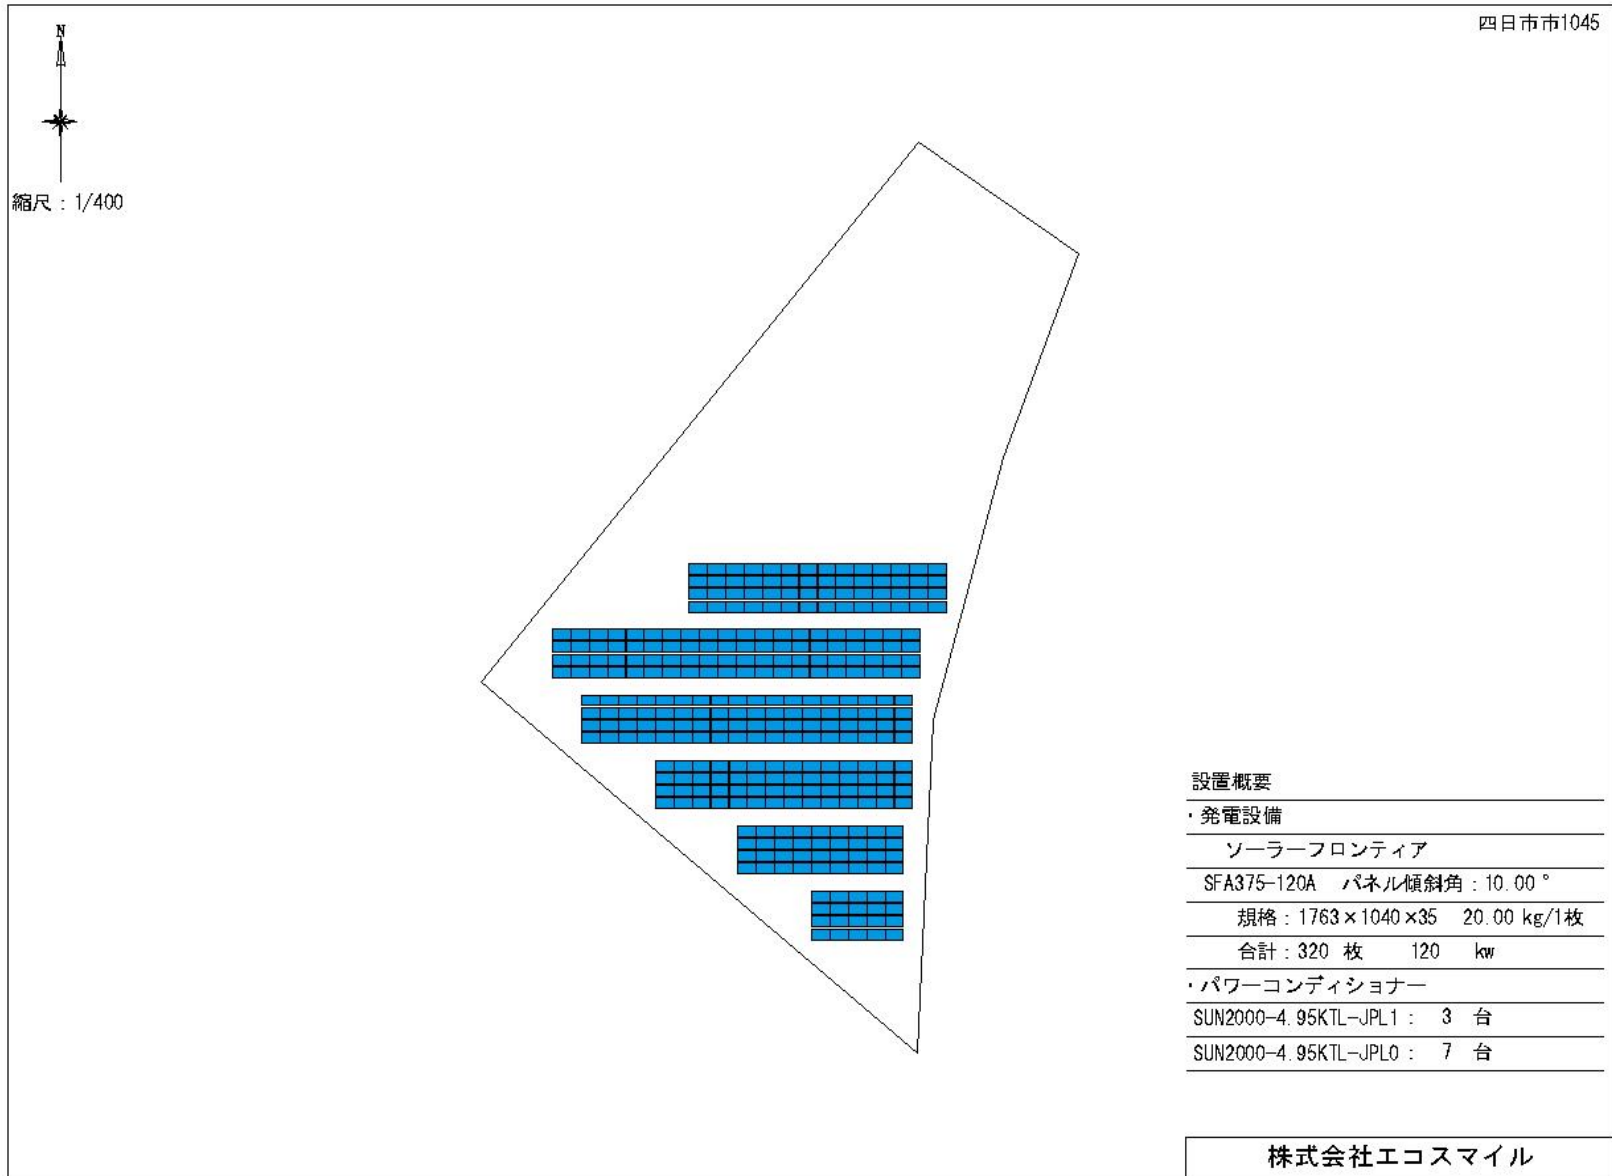 四日市市1045
N
縮尺：1/400
設置概要
・発電設備
ソーラーフロンティア
SFA375-120A パネル傾斜角：10.00°
規格：1763×1040×35 20.00 kg/1枚
合計：320 枚 120 kw
・パワーコンディショナー
SUN2000-4.95KTL-JPL1： 3 台
SUN2000-4.95KTL-JPL0： 7 台
株式会社エコスマイル